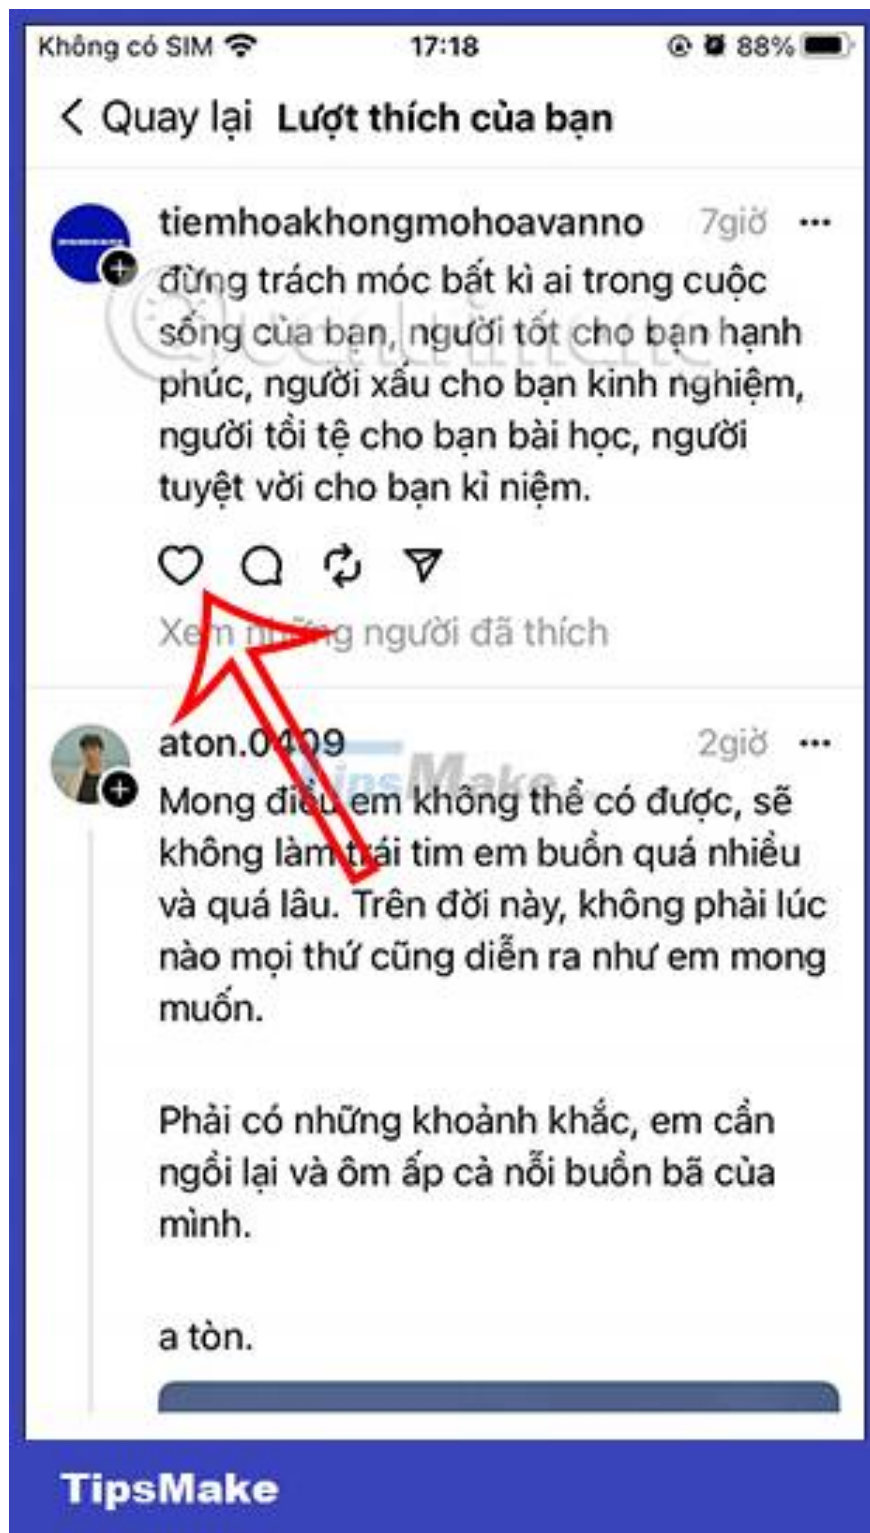 Không có SIM 17:18 88%
Quay lại Lượt thích của bạn
tiemhoakhongmohoavanno 7giờ
đừng trách móc bất kì ai trong cuộc
sống của bạn, người tốt cho bạn hạnh
phúc, người xấu cho bạn kinh nghiệm,
người tồi tệ cho bạn bài học, người
tuyệt vời cho bạn kỉ niệm.
Xem những người đã thích
aton.0409 2giờ
TipsMake
Mong điều em không thể có được, sẽ
không làm trái tim em buồn quá nhiều
và quá lâu. Trên đời này, không phải lúc
nào mọi thứ cũng diễn ra như em mong
muốn.
Phải có những khoảnh khắc, em cần
ngồi lại và ôm ấp cả nỗi buồn bã của
mình.
a tòn.
TipsMake